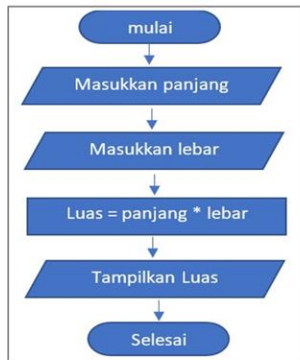 mulai
Masukkan panjang
Masukkan lebar
Luas = panjang * lebar
Tampilkan Luas
Selesai